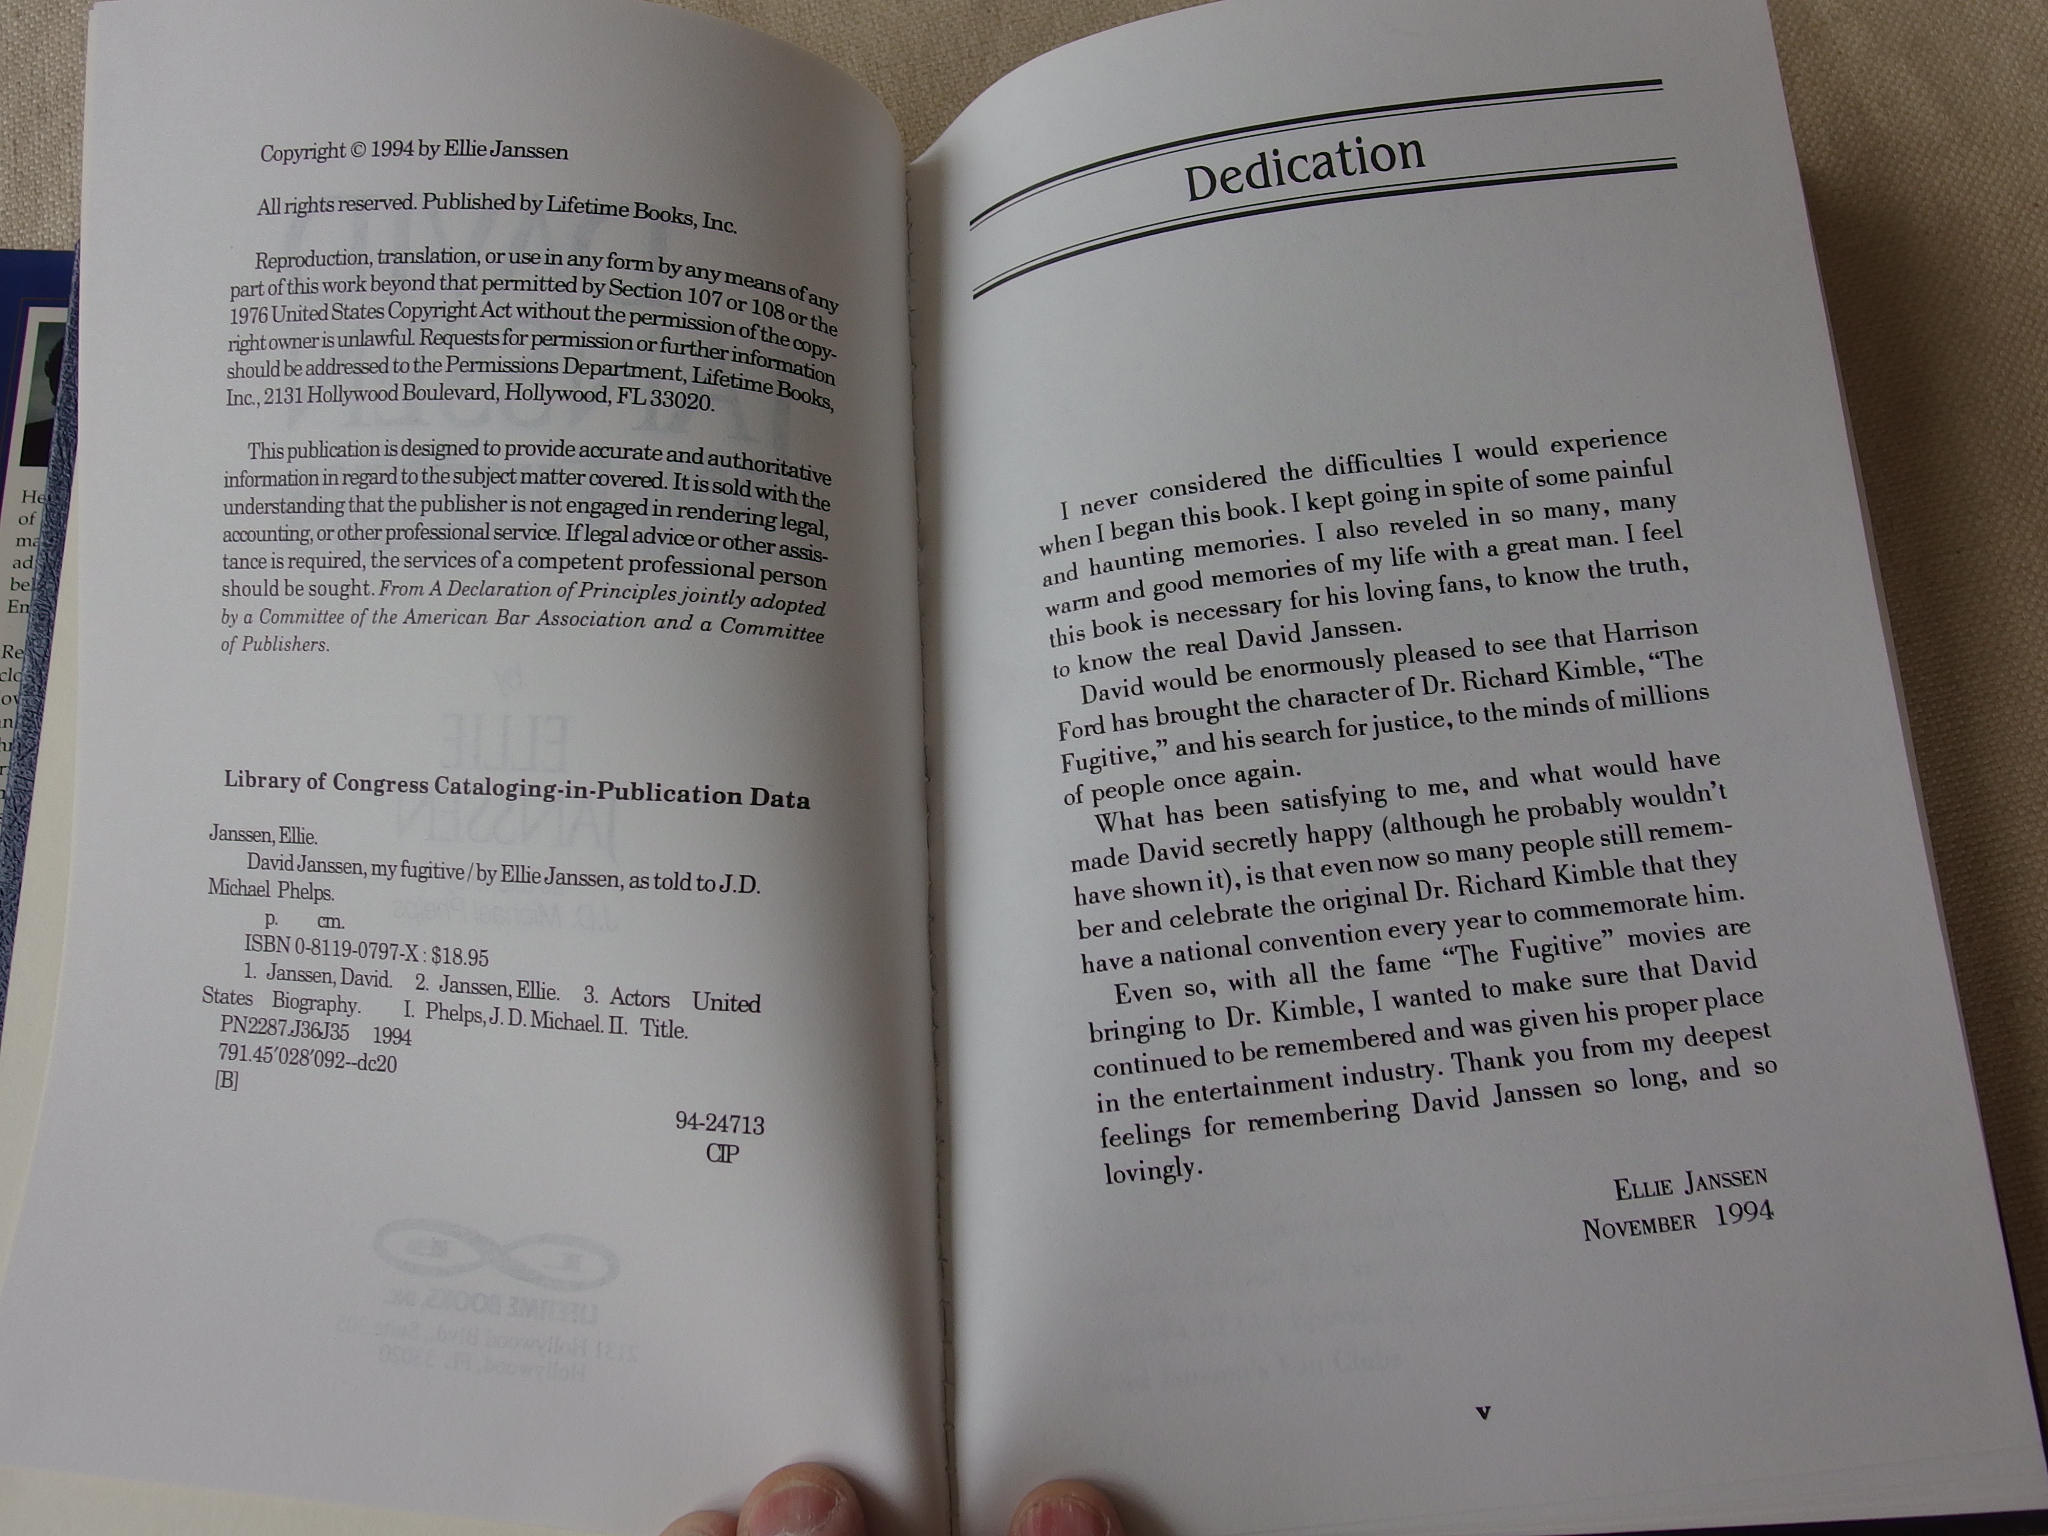 Copyright © 1994 by Ellie Janssen
All rights reserved. Published by Lifetime Books, Inc.
Reproduction, translation, or use in any form by any means of any
part of this work beyond that permitted by Section 107 or 108 or the
1976 United States Copyright Act without the permission of the copy-
right owner is unlawful. Requests for permission or further information
should be addressed to the Permissions Department, Lifetime Books,
Inc., 2131 Hollywood Boulevard, Hollywood, FL 33020.
This publication is designed to provide accurate and authoritative
information in regard to the subject matter covered. It is sold with the
understanding that the publisher is not engaged in rendering legal,
accounting, or other professional service. If legal advice or other assis-
tance is required, the services of a competent professional person
should be sought. From A Declaration of Principles jointly adopted
by a Committee of the American Bar Association and a Committee
of Publishers.
Library of Congress Cataloging-in-Publication Data
Janssen, Ellie.
David Janssen, my fugitive / by Ellie Janssen, as told to J.D.
Michael Phelps.
p. cm.
ISBN 0-8119-0797-X : $18.95
1. Janssen, David. 2. Janssen, Ellie. 3. Actors United
States Biography. I. Phelps, J. D. Michael. II. Title.
PN2287.J36J35 1994
791.45'028'092--dc20
[B]
94-24713
CIP
Dedication
I never considered the difficulties I would experience
when I began this book. I kept going in spite of some painful
and haunting memories. I also reveled in so many, many
warm and good memories of my life with a great man. I feel
this book is necessary for his loving fans, to know the truth,
to know the real David Janssen.
David would be enormously pleased to see that Harrison
Ford has brought the character of Dr. Richard Kimble, “The
Fugitive,” and his search for justice, to the minds of millions
of people once again.
What has been satisfying to me, and what would have
made David secretly happy (although he probably wouldn’t
have shown it), is that even now so many people still remem-
ber and celebrate the original Dr. Richard Kimble that they
have a national convention every year to commemorate him.
Even so, with all the fame “The Fugitive” movies are
bringing to Dr. Kimble, I wanted to make sure that David
continued to be remembered and was given his proper place
in the entertainment industry. Thank you from my deepest
feelings for remembering David Janssen so long, and so
lovingly.
ELLIE JANSSEN
NOVEMBER 1994
v